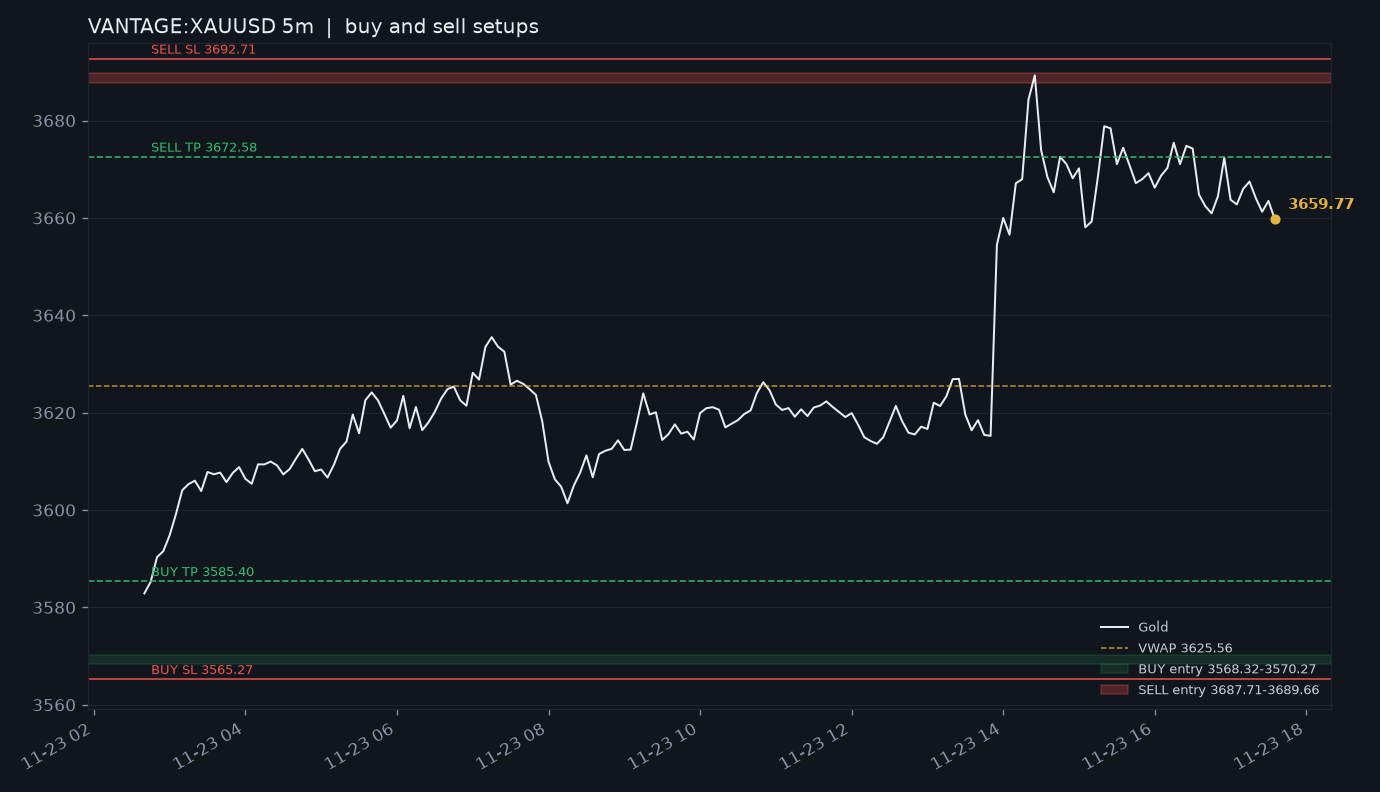 VANTAGE:XAUUSD 5m | buy and sell setups
SELL SL 3692.71
3680
SELL TP 3672.58
3660
3659.77
3640
3620
3600
BUY TP 3585.40
3580
Gold
VWAP 3625.56
BUY SL 3565.27
BUY entry 3568.32-3570.27
SELL entry 3687.71-3689.66
3560
11-23 02
11-23 04
11-23 06
11-23 08
11-23 10
11-23 12
11-23 14
11-23 16
11-23 18